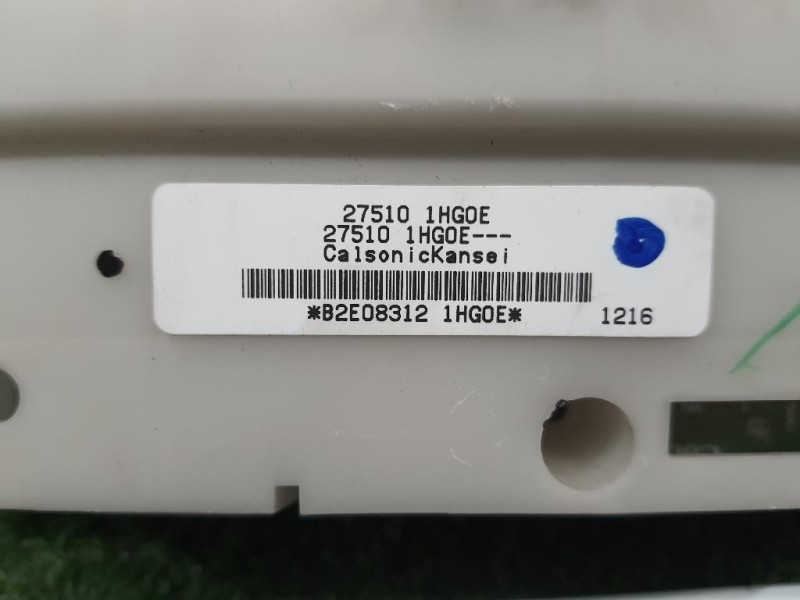 27510 1HG0E
27510 1HG0E---
CalsonicKansei
*B2E08312 1HG0E*
1216